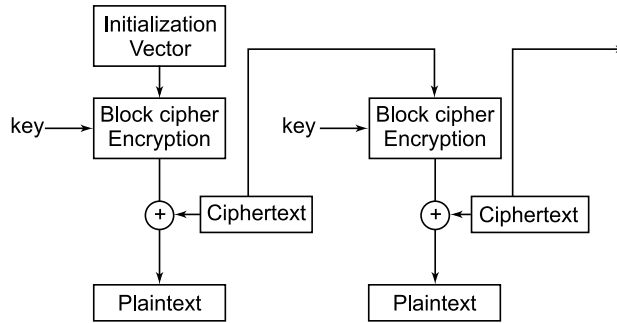 Initialization
Vector
key
Block cipher
Encryption
+
Ciphertext
Plaintext
key
Block cipher
Encryption
+
Ciphertext
Plaintext